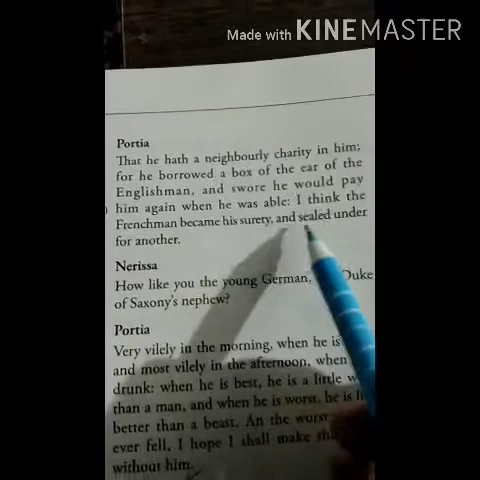 Made with KINEMASTER
Portia
That he hath a neighbourly charity in him;
for he borrowed a box of the ear of the
Englishman, and swore he would pay
him again when he was able: I think the
Frenchman became his surety, and sealed under
for another.
Nerissa
How like you the young German, Duke
of Saxony's nephew?
Portia
Very vilely in the morning, when he is
and most vilely in the afternoon, when
drunk: when he is best, he is a little
than a man, and when he is worst, he is
better than a beast. An the worst
ever fell, I hope I shall make
without him.